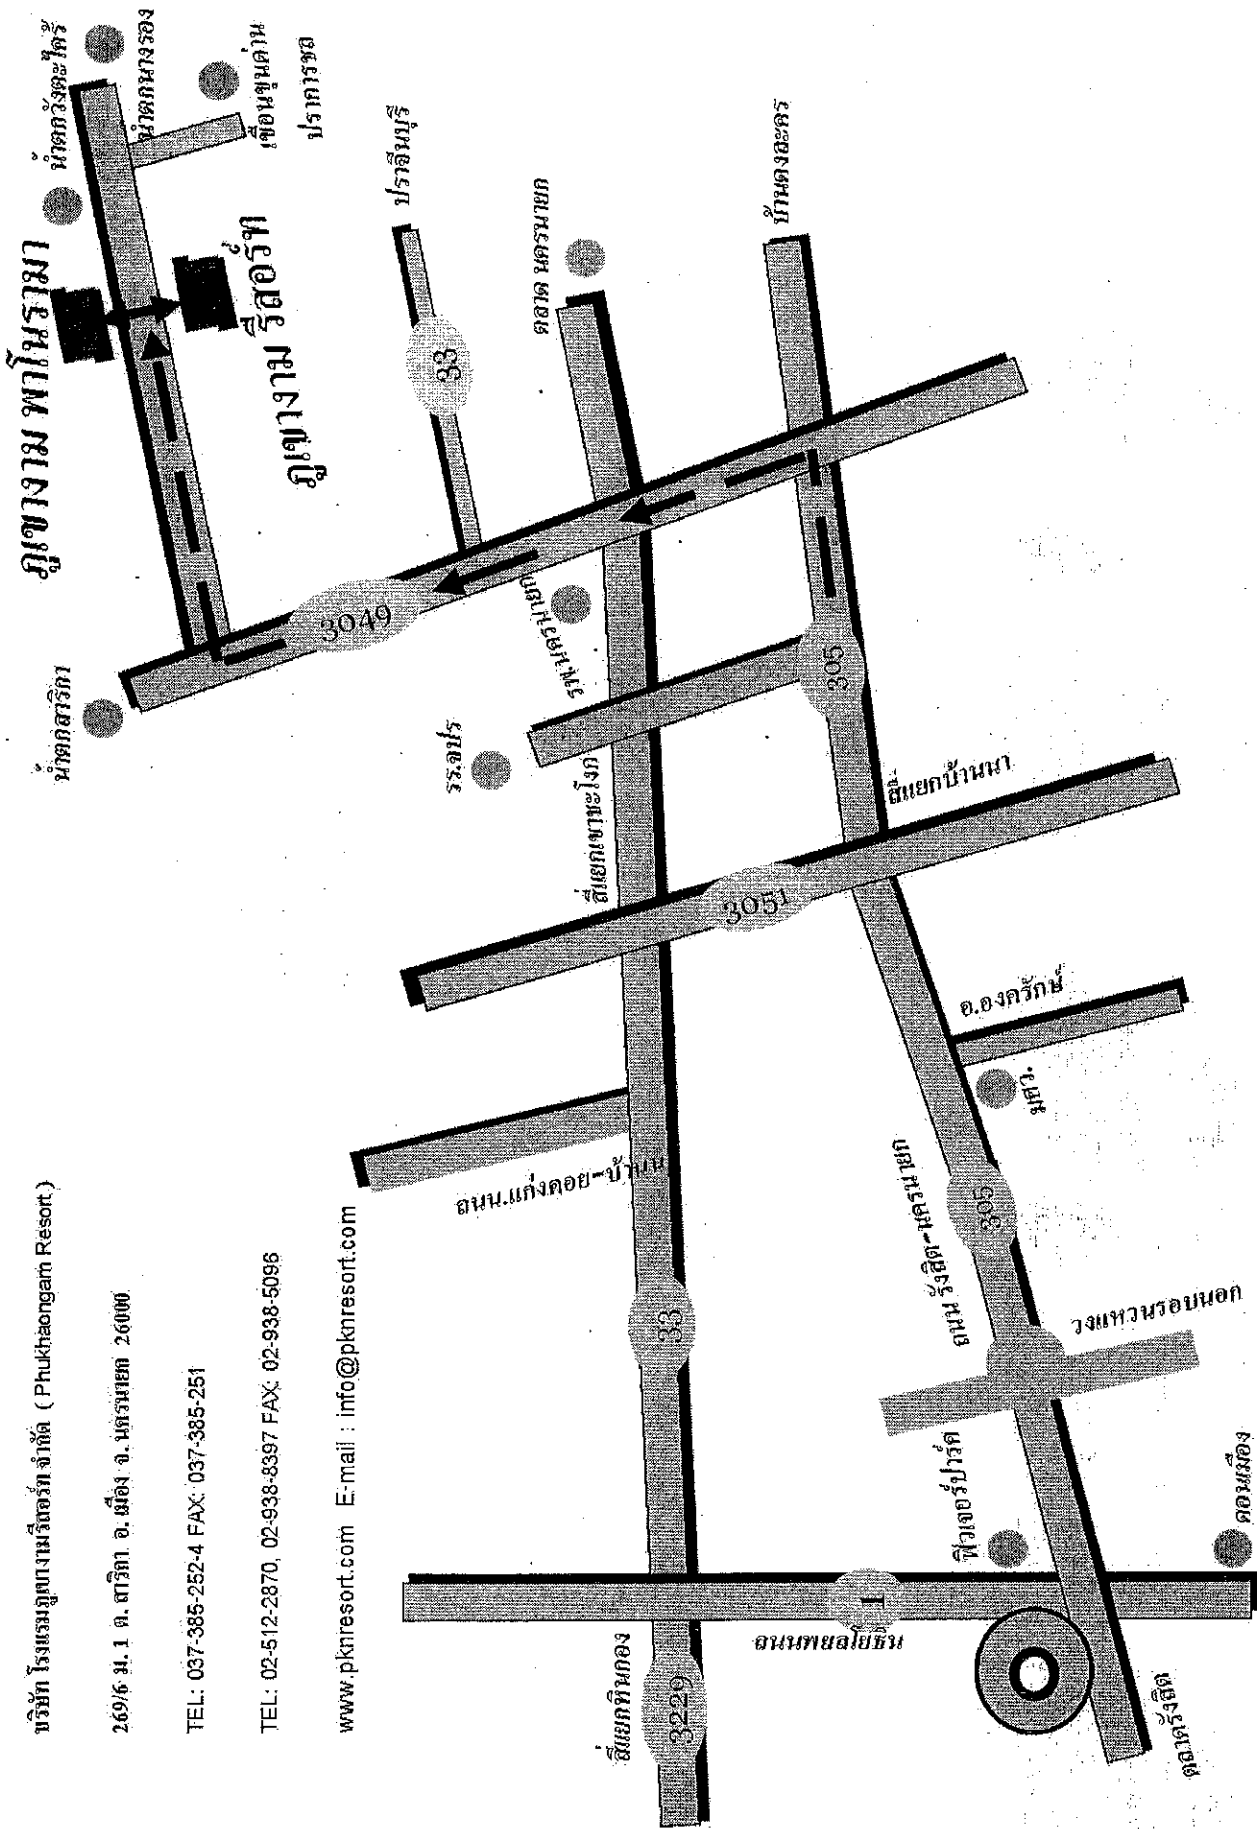 บริษัท โรงแรมภูเขางามรีสอร์ท จำกัด ( Phukhaongam Resort )
269/6 ม.1 ต. สาริกา อ. เมือง จ. นครนายก 26000
TEL: 037-385-252-4 FAX: 037-385-251
TEL: 02-512-2870, 02-938-8397 FAX: 02-938-5096
www.pknresort.com E-mail : info@pknresort.com
ภูเขางาม พาโนรามา
น้ำตกวังตะไคร้
น้ำตกนางรอง
เขื่อนขุนด่าน
ปราการชล
ภูเขางาม รีสอร์ท
น้ำตกสาริกา
3049
33
ปราจีนบุรี
ตลาด นครนายก
บ้านดงละคร
รพ.นครนายก
รร.จปร
สี่แยกเขาชะโงก
305
สี่แยกบ้านนา
3051
อ.องครักษ์
มศว.
ถนน.แก่งคอย-บ้านน
33
ถนน รังสิต-นครนายก
305
วงแหวนรอบนอก
ฟิวเจอร์ปาร์ค
ดอนเมือง
1
ถนนพยลโยธิน
สี่แยกหินกอง
3229
ตลาดรังสิต